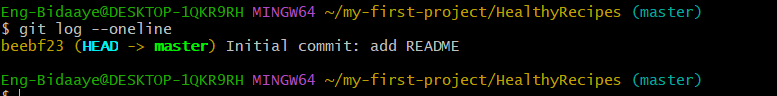 Eng-Bidaaye@DESKTOP-1QKR9RH MINGW64 ~/my-first-project/HealthyRecipes (master)
$ git log --oneline
beebf23 (HEAD -> master) Initial commit: add README
Eng-Bidaaye@DESKTOP-1QKR9RH MINGW64 ~/my-first-project/HealthyRecipes (master)
$